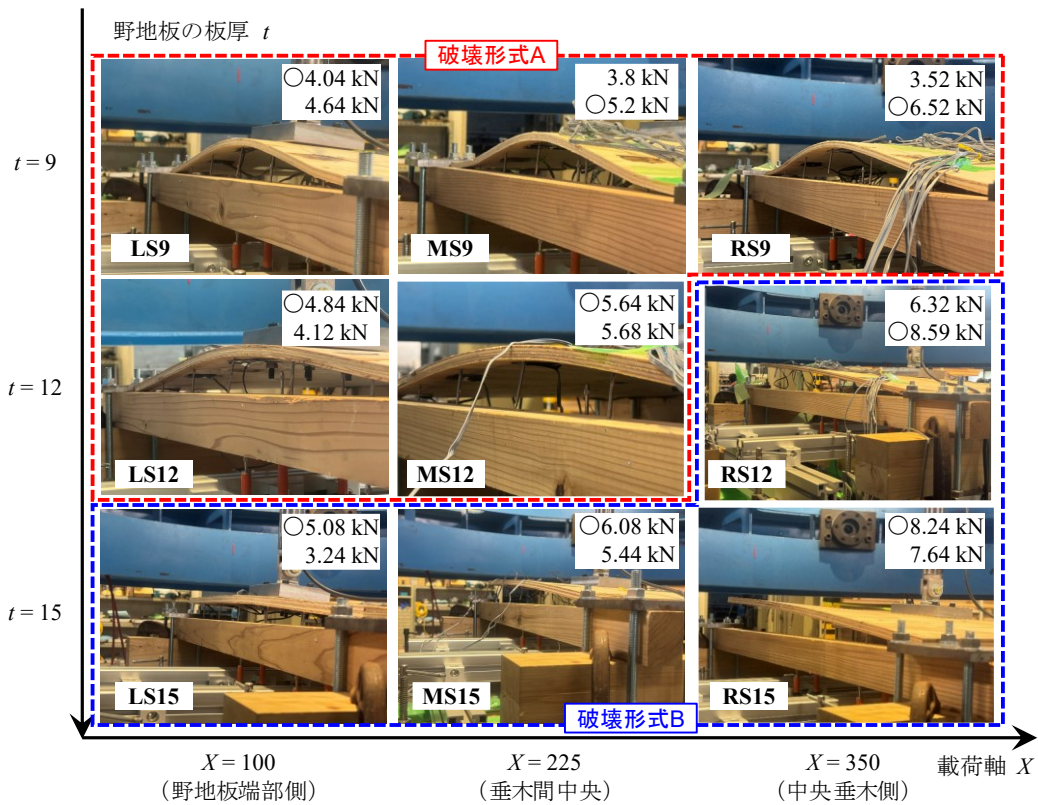 野地板の板厚 t
破壊形式A
t = 9
○4.04 kN
4.64 kN
LS9
3.8 kN
○5.2 kN
MS9
3.52 kN
○6.52 kN
RS9
t = 12
○4.84 kN
4.12 kN
LS12
○5.64 kN
5.68 kN
MS12
6.32 kN
○8.59 kN
RS12
t = 15
○5.08 kN
3.24 kN
LS15
○6.08 kN
5.44 kN
MS15
○8.24 kN
7.64 kN
RS15
破壊形式B
X = 100
（野地板端部側）
X = 225
（垂木間中央）
X = 350
（中央垂木側）
載荷軸 X